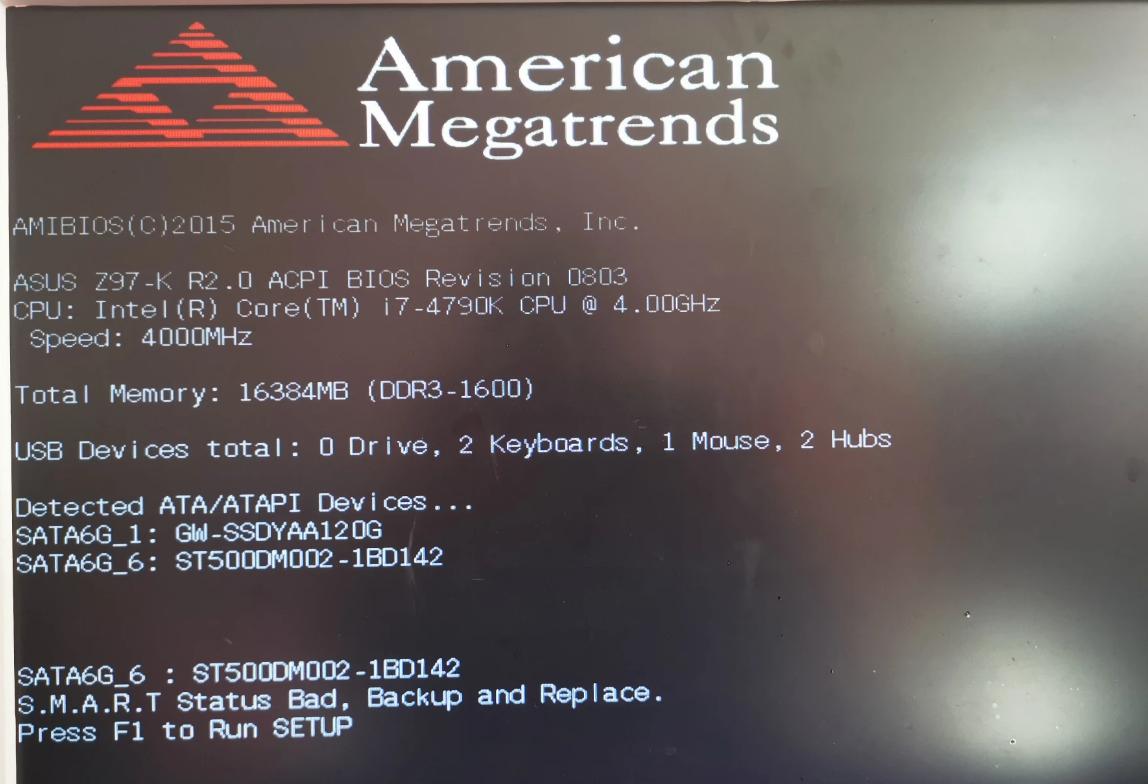 American
Megatrends
AMIBIOS(C)2015 American Megatrends, Inc.
ASUS Z97-K R2.0 ACPI BIOS Revision 0803
CPU: Intel(R) Core(TM) i7-4790K CPU @ 4.00GHz
Speed: 4000MHz
Total Memory: 16384MB (DDR3-1600)
USB Devices total: 0 Drive, 2 Keyboards, 1 Mouse, 2 Hubs
Detected ATA/ATAPI Devices...
SATA6G_1: GW-SSDYAA120G
SATA6G_6: ST500DM002-1BD142
SATA6G_6 : ST500DM002-1BD142
S.M.A.R.T Status Bad, Backup and Replace.
Press F1 to Run SETUP